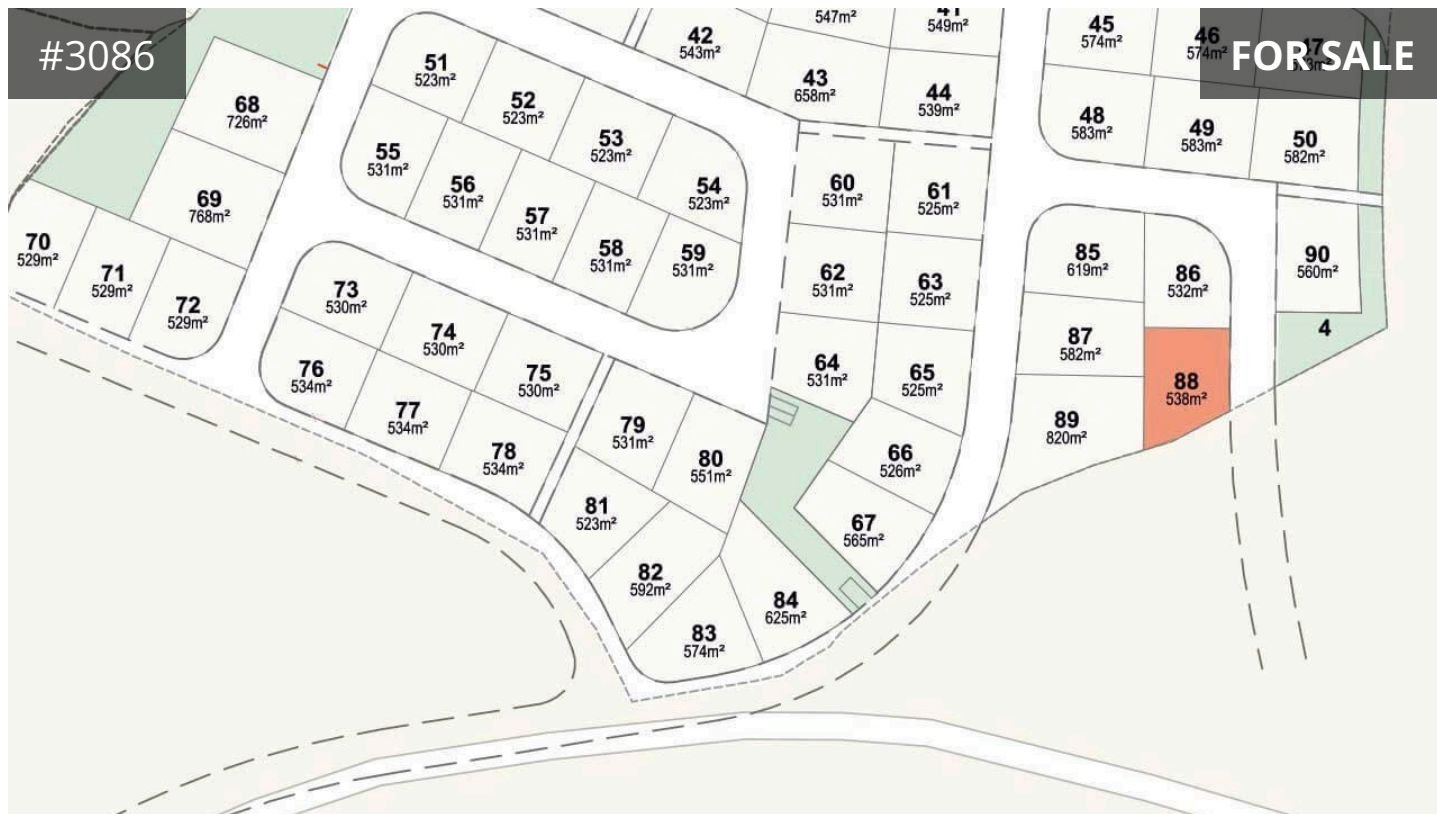 #3086
FOR SALE
41
547m²
549m²
42
543m²
43
658m²
44
539m²
45
574m²
46
574m²
47
48
583m²
49
583m²
50
582m²
51
523m²
52
523m²
53
523m²
54
523m²
55
531m²
56
531m²
57
531m²
58
531m²
59
531m²
60
531m²
61
525m²
62
531m²
63
525m²
64
531m²
65
525m²
66
526m²
67
565m²
68
726m²
69
768m²
70
529m²
71
529m²
72
529m²
73
530m²
74
530m²
75
530m²
76
534m²
77
534m²
78
534m²
79
531m²
80
551m²
81
523m²
82
592m²
83
574m²
84
625m²
85
619m²
86
532m²
87
582m²
88
538m²
89
820m²
90
560m²
4